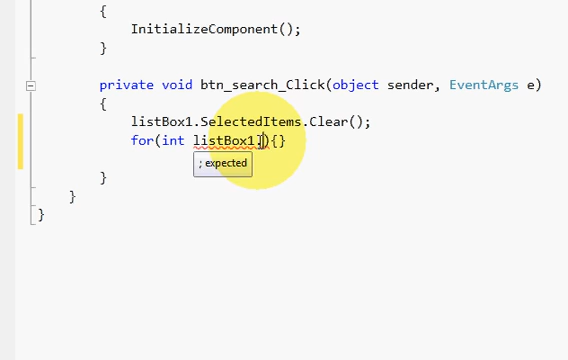 {
InitializeComponent();
}
private void btn_search_Click(object sender, EventArgs e)
{
listBox1.SelectedItems.Clear();
for(int listBox1.){}
; expected
}
}
}